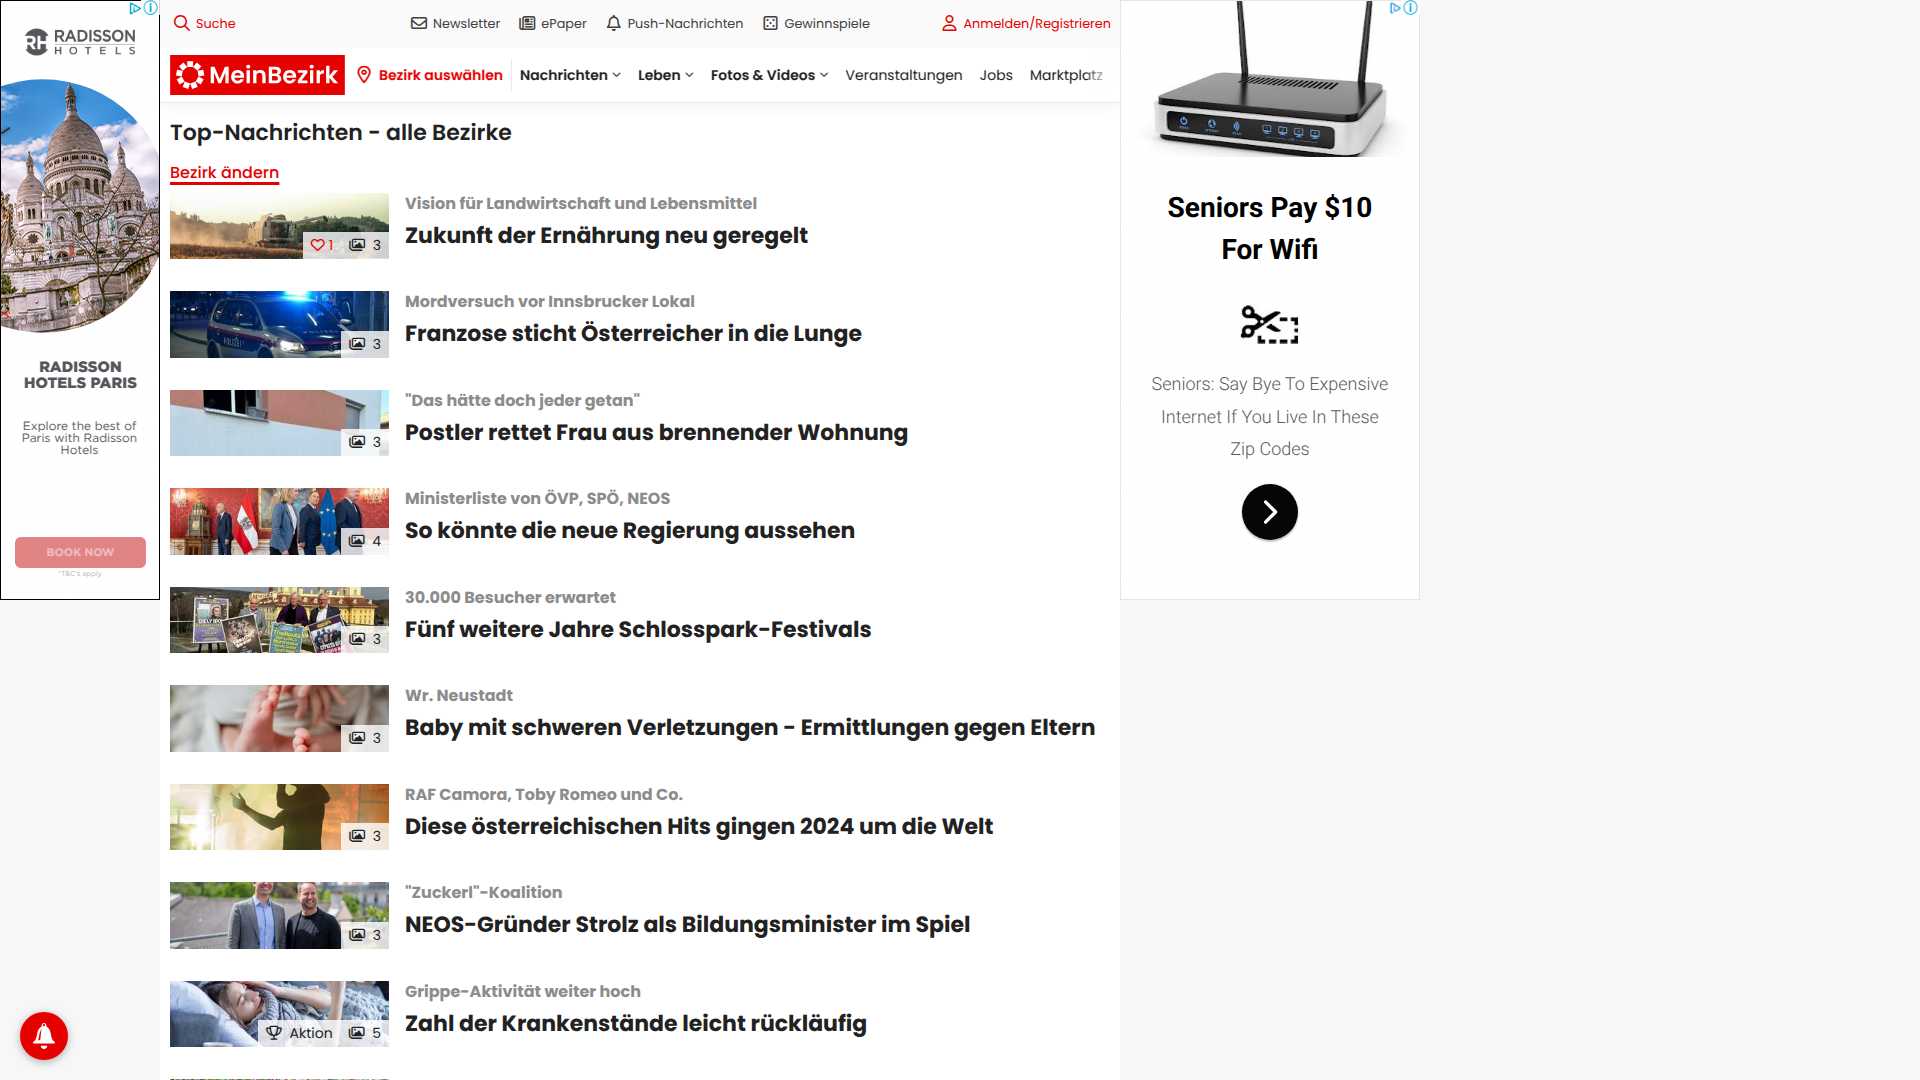 RADISSON
HOTELS
RADISSON
HOTELS PARIS
Explore the best of
Paris with Radisson
Hotels
BOOK NOW
*T&C's apply
Suche
Newsletter
ePaper
Push-Nachrichten
Gewinnspiele
Anmelden/Registrieren
MeinBezirk
Bezirk auswählen
Nachrichten
Leben
Fotos & Videos
Veranstaltungen
Jobs
Marktplatz
Top-Nachrichten - alle Bezirke
Bezirk ändern
1 3
Vision für Landwirtschaft und Lebensmittel
Zukunft der Ernährung neu geregelt
3
Mordversuch vor Innsbrucker Lokal
Franzose sticht Österreicher in die Lunge
3
"Das hätte doch jeder getan"
Postler rettet Frau aus brennender Wohnung
4
Ministerliste von ÖVP, SPÖ, NEOS
So könnte die neue Regierung aussehen
3
30.000 Besucher erwartet
Fünf weitere Jahre Schlosspark-Festivals
3
Wr. Neustadt
Baby mit schweren Verletzungen - Ermittlungen gegen Eltern
3
RAF Camora, Toby Romeo und Co.
Diese österreichischen Hits gingen 2024 um die Welt
3
"Zuckerl"-Koalition
NEOS-Gründer Strolz als Bildungsminister im Spiel
Aktion 5
Grippe-Aktivität weiter hoch
Zahl der Krankenstände leicht rückläufig
Seniors Pay $10
For Wifi
Seniors: Say Bye To Expensive
Internet If You Live In These
Zip Codes